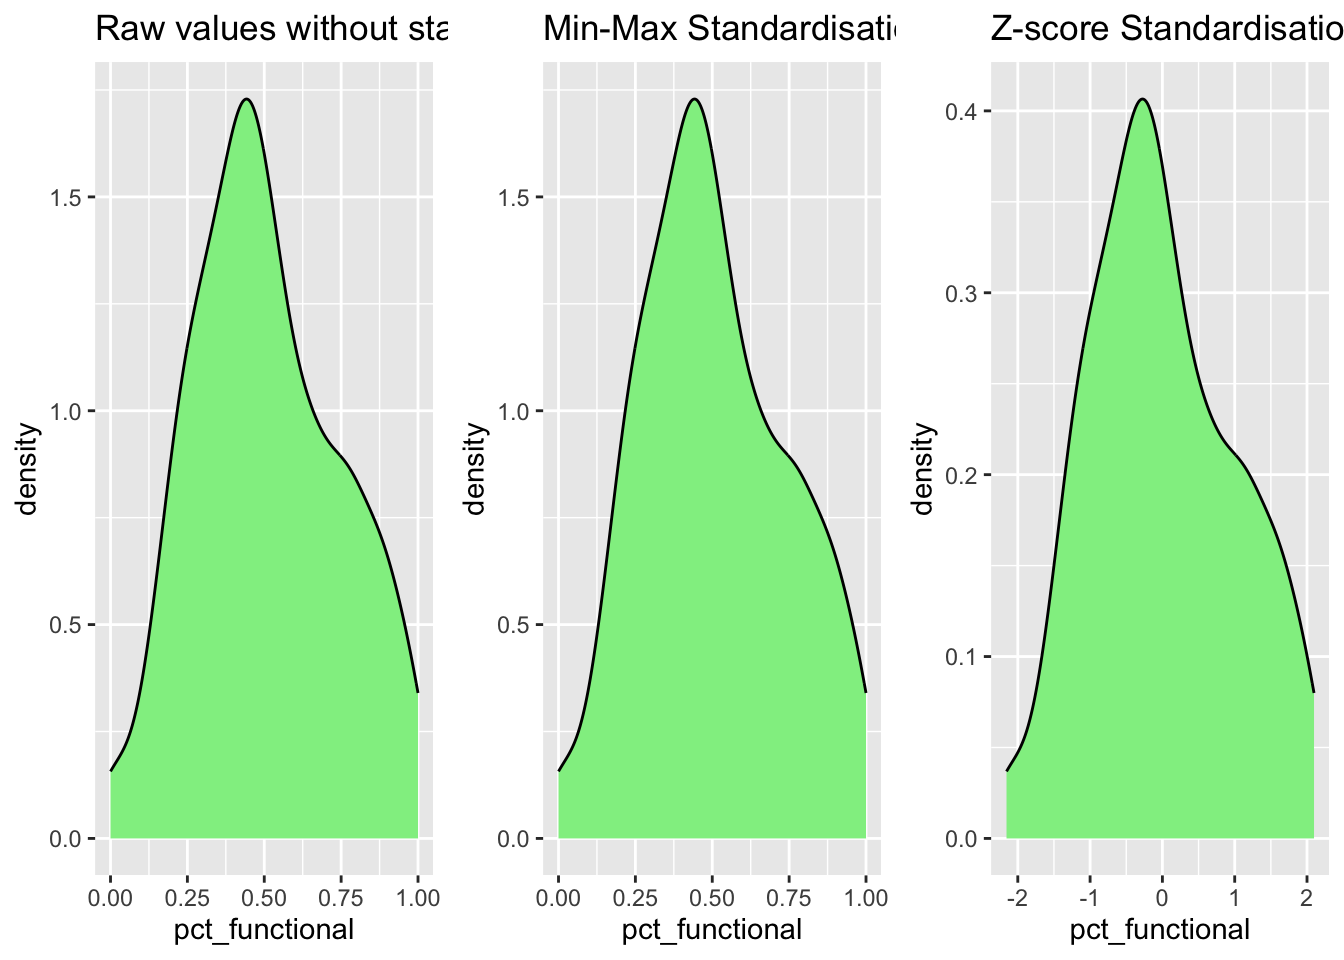 Raw values without sta
Min-Max Standardisatio
Z-score Standardisatio
density
1.5
1.0
0.5
0.0
0.00 0.25 0.50 0.75 1.00
pct_functional
density
1.5
1.0
0.5
0.0
0.00 0.25 0.50 0.75 1.00
pct_functional
density
0.4
0.3
0.2
0.1
0.0
-2 -1 0 1 2
pct_functional